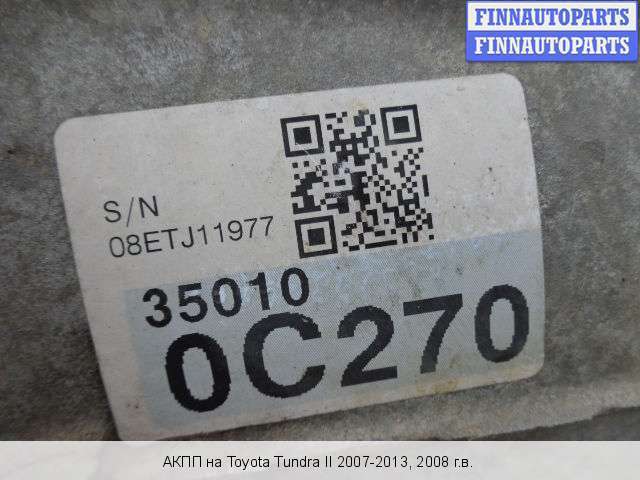 FINNAUTOPARTS
FINNAUTOPARTS
S/N
08ETJ11977
35010
0C270
АКПП на Toyota Tundra II 2007-2013, 2008 г.в.